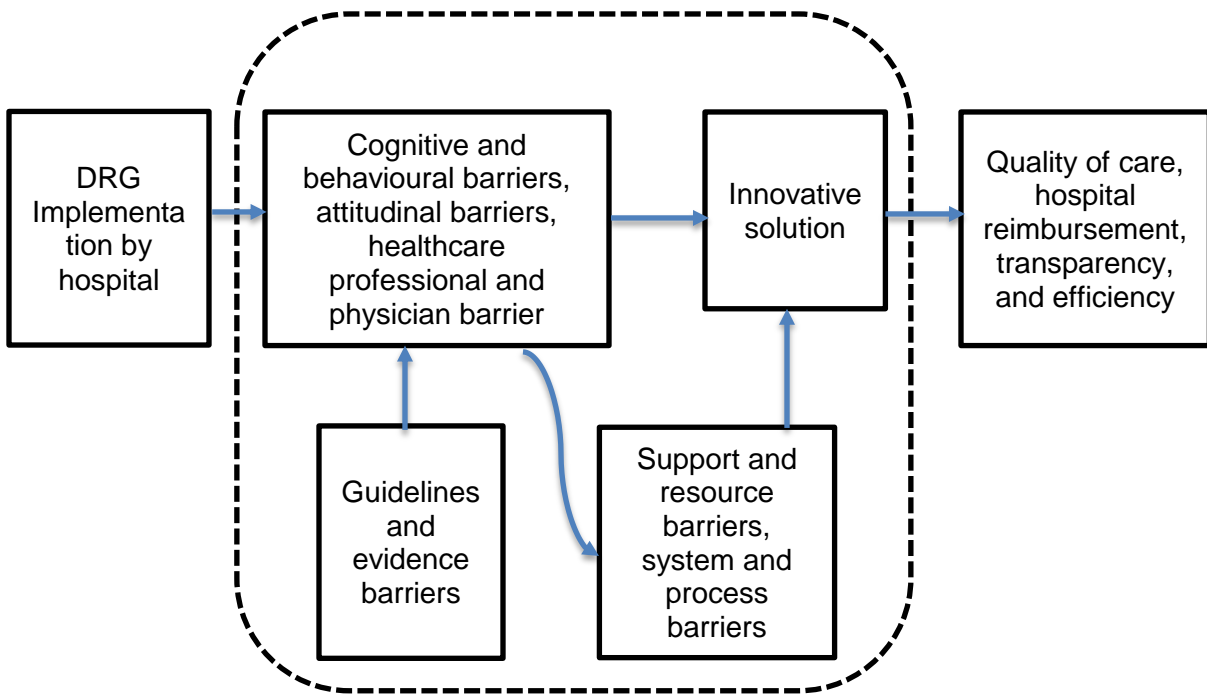 DRG
Implementa
tion by
hospital
Cognitive and
behavioural barriers,
attitudinal barriers,
healthcare
professional and
physician barrier
Innovative
solution
Quality of care,
hospital
reimbursement,
transparency,
and efficiency
Guidelines
and
evidence
barriers
Support and
resource
barriers,
system and
process
barriers